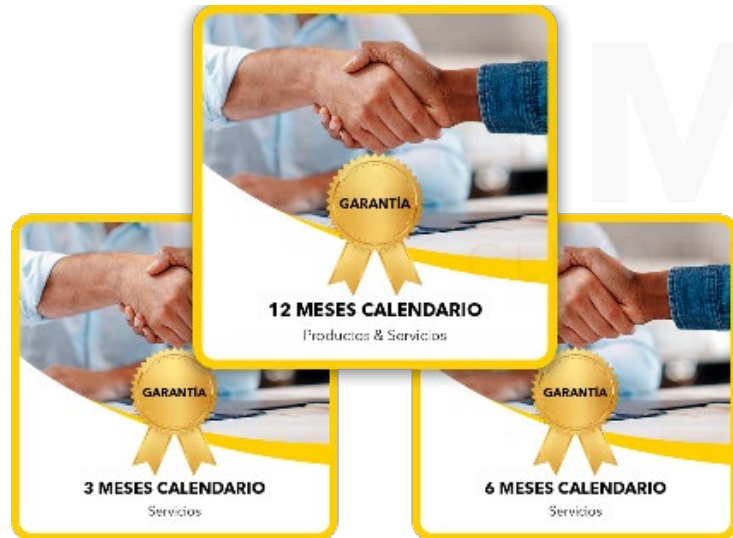 GARANTÍA
12 MESES CALENDARIO
Productos & Servicios
GARANTÍA
3 MESES CALENDARIO
Servicios
GARANTÍA
6 MESES CALENDARIO
Servicios